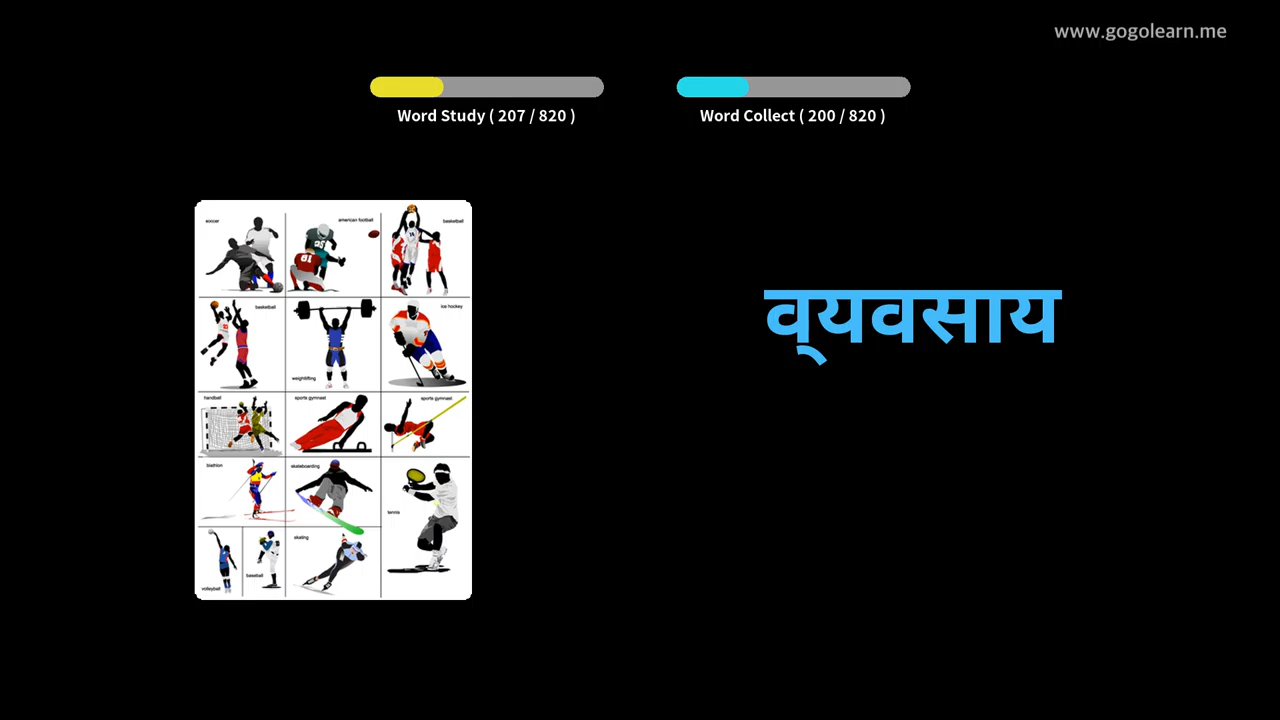 www.gogolearn.me
Word Study ( 207 / 820 )
Word Collect ( 200 / 820 )
soccer
american football
basketball
basketball
weightlifting
ice hockey
handball
sports gymnast
sports gymnast
biathlon
skateboarding
tennis
volleyball
baseball
skating
व्यवसाय